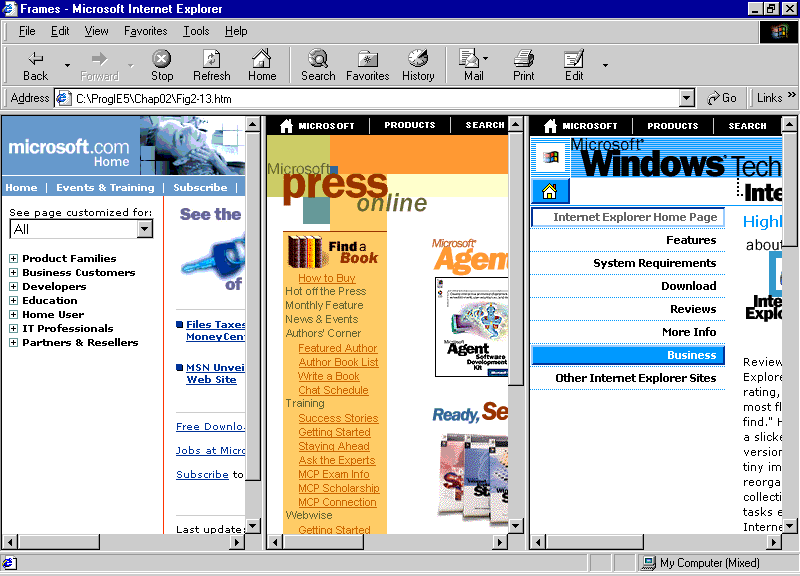 Frames - Microsoft Internet Explorer
File Edit View Favorites Tools Help
Back Forward Stop Refresh Home Search Favorites History Mail Print Edit
Address C:\ProgIE5\Chap02\Fig2-13.htm Go Links »
microsoft.com
Home
Home | Events & Training | Subscribe |
See page customized for:
All
Product Families
Business Customers
Developers
Education
Home User
IT Professionals
Partners & Resellers
See the
of
Files Taxes
MoneyCent
MSN Unvei
Web Site
Free Downlo
Jobs at Micro
Subscribe to
Last update
MICROSOFT PRODUCTS SEARCH
Microsoft
press
online
Find a
Book
How to Buy
Hot off the Press
Monthly Feature
News & Events
Authors' Corner
Featured Author
Author Book List
Write a Book
Chat Schedule
Training
Success Stories
Getting Started
Staying Ahead
Ask the Experts
MCP Exam Info
MCP Scholarship
MCP Connection
Webwise
Getting Started
Microsoft
Agen
Microsoft
Agent
Software
Development
Kit
Microsoft
Ready, Se
MICROSOFT PRODUCTS SEARCH
Microsoft
Windows Tech
Inte
Internet Explorer Home Page
Features
System Requirements
Download
Reviews
More Info
Business
Other Internet Explorer Sites
Highl
about
Inte
Explo
Review
Explore
rating,
most fl
find." H
a slicke
version
tiny im
reorga
collecti
tasks e
Interne
My Computer (Mixed)